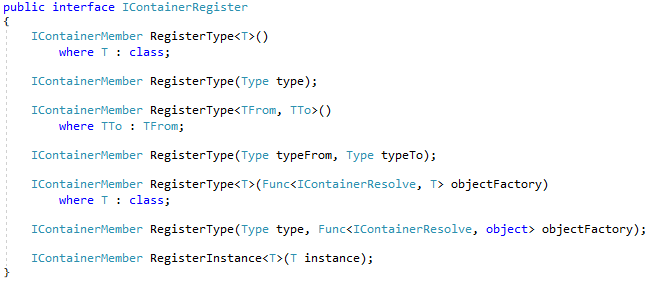 public interface IContainerRegister
{
    IContainerMember RegisterType<T>()
        where T : class;
    IContainerMember RegisterType(Type type);
    IContainerMember RegisterType<TFrom, TTo>()
        where TTo : TFrom;
    IContainerMember RegisterType(Type typeFrom, Type typeTo);
    IContainerMember RegisterType<T>(Func<IContainerResolve, T> objectFactory)
        where T : class;
    IContainerMember RegisterType(Type type, Func<IContainerResolve, object> objectFactory);
    IContainerMember RegisterInstance<T>(T instance);
}